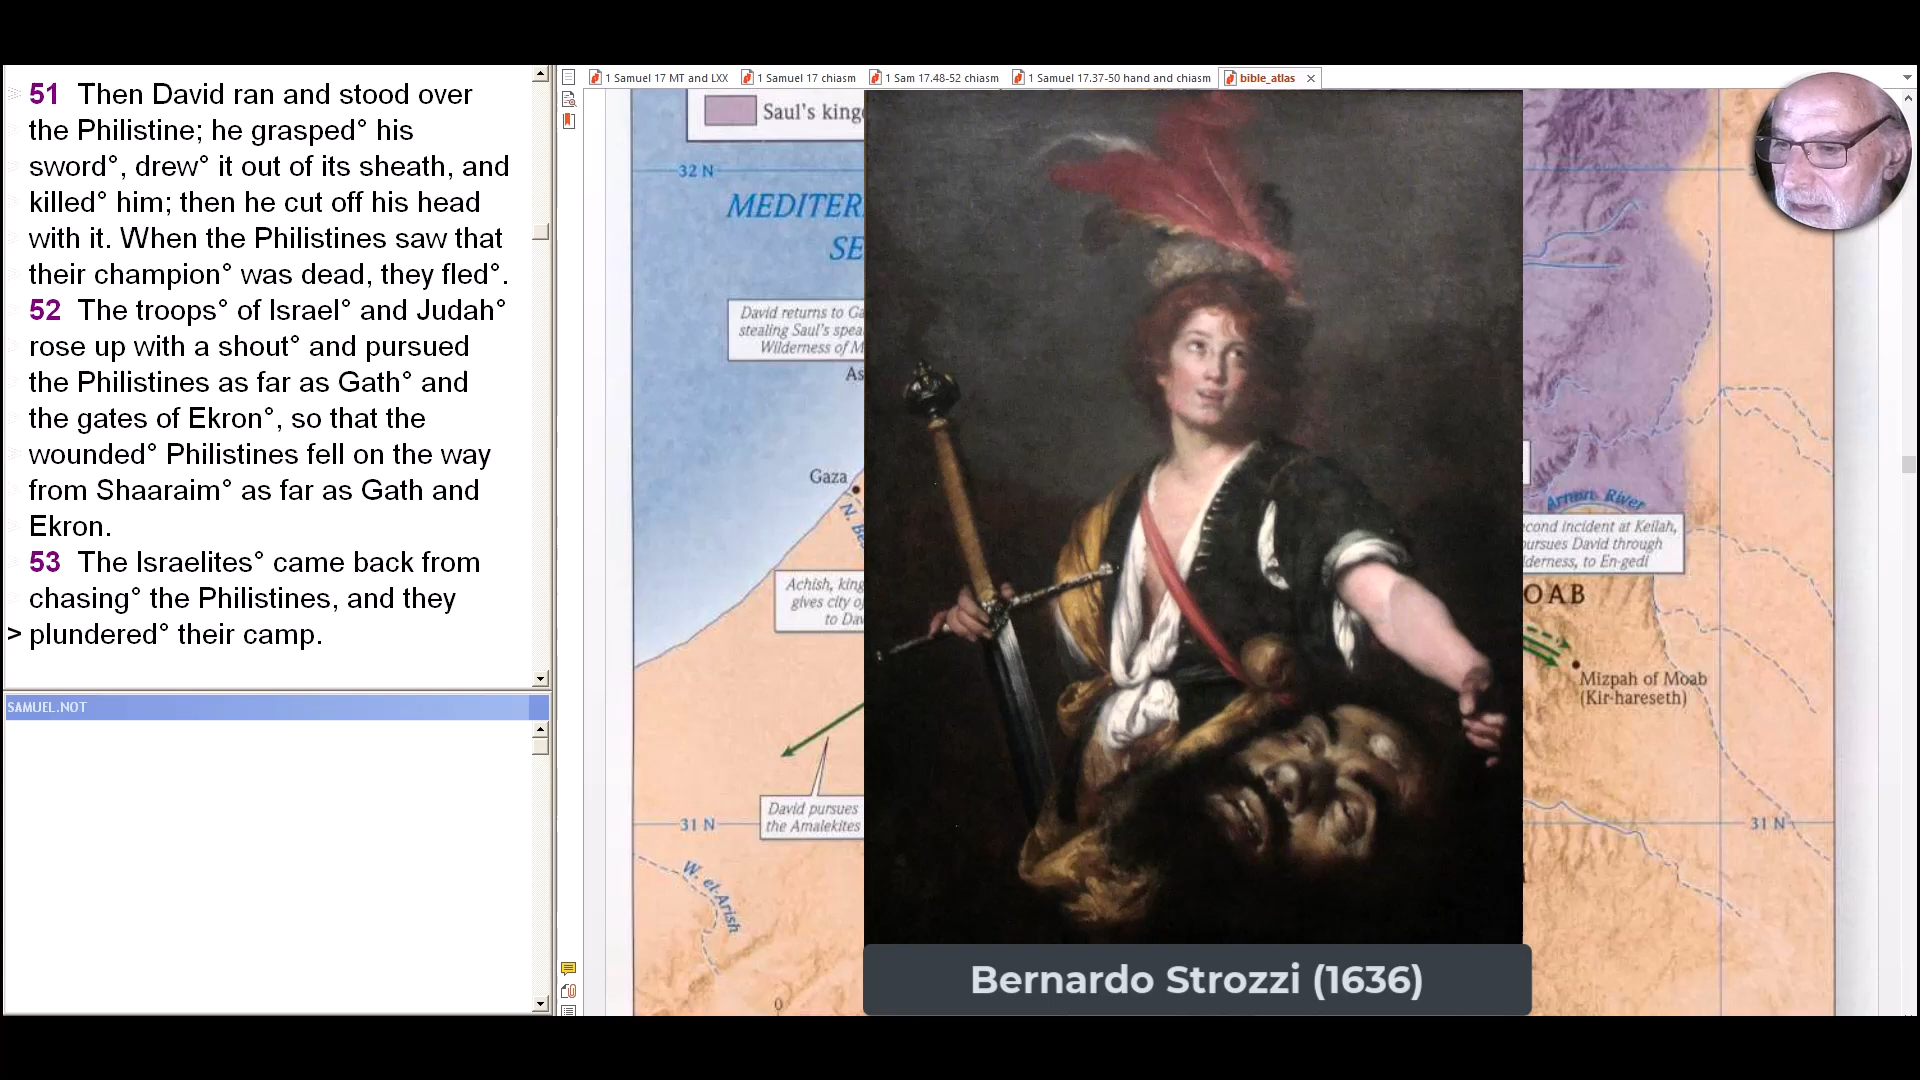 51 Then David ran and stood over
the Philistine; he grasped° his
sword°, drew° it out of its sheath, and
killed° him; then he cut off his head
with it. When the Philistines saw that
their champion° was dead, they fled°.
52 The troops° of Israel° and Judah°
rose up with a shout° and pursued
the Philistines as far as Gath° and
the gates of Ekron°, so that the
wounded° Philistines fell on the way
from Shaaraim° as far as Gath and
Ekron.
53 The Israelites° came back from
chasing° the Philistines, and they
> plundered° their camp.
SAMUEL.NOT
1 Samuel 17 MT and LXX
1 Samuel 17 chiasm
1 Sam 17.48-52 chiasm
1 Samuel 17.37-50 hand and chiasm
bible_atlas
Saul's king
32 N
MEDITER
SE
David returns to Ga
stealing Saul's spea
Wilderness of M
As
Gaza
N. Be
Achish, king
gives city o
to Dav
David pursues
the Amalekites
31 N
W. el-Arish
0
Arnon River
cond incident at Keilah,
ursues David through
derness, to En-gedi
OAB
Mizpah of Moab
(Kir-hareseth)
31 N
Bernardo Strozzi (1636)